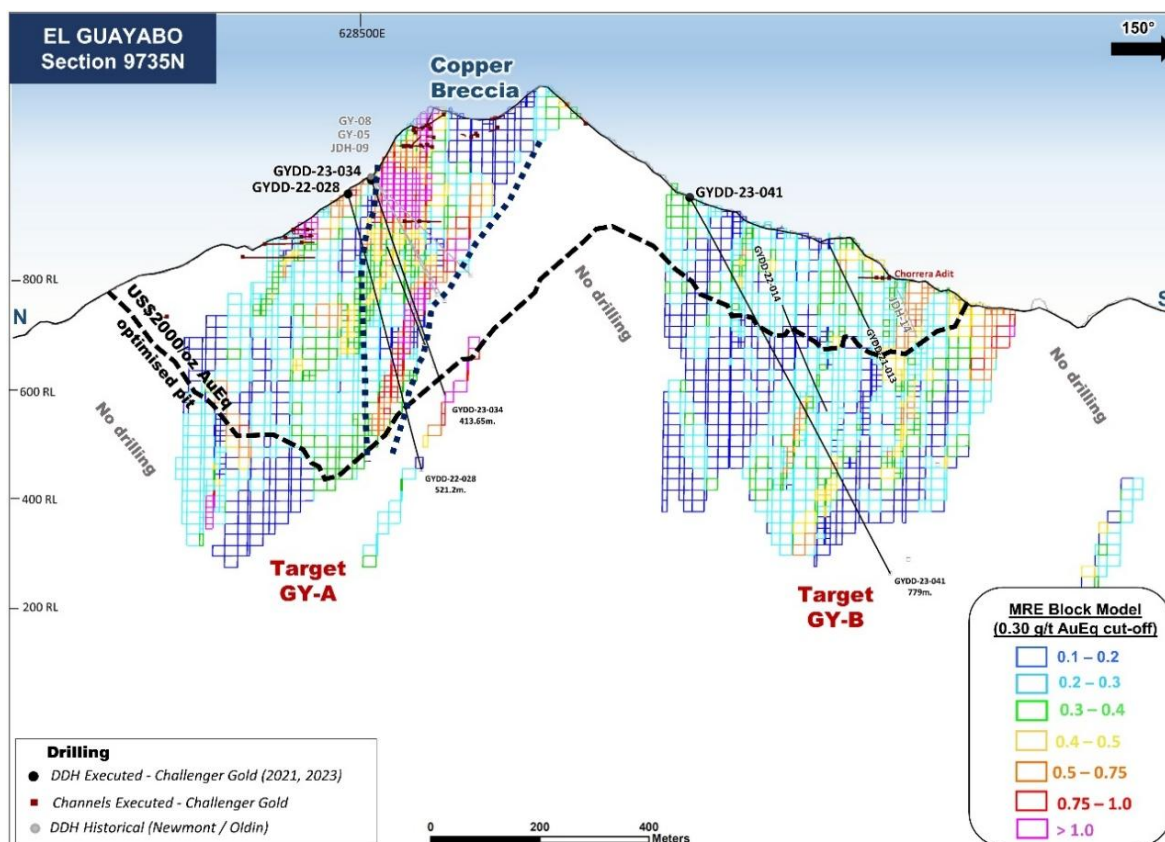 EL GUAYABO
Section 9735N
628500E
150°
Copper
Breccia
GY-08
GY-05
JDH-09
GYDD-23-034
GYDD-22-028
GYDD-23-041
GYDD-22-014
Chorrera Adit
JDH-14
GYDD-21-013
800 RL
N
S
US$2000/oz AuEq
optimised pit
No drilling
No drilling
No drilling
600 RL
GYDD-23-034
413.65m.
GYDD-22-028
521.2m.
400 RL
Target
GY-A
GYDD-23-041
779m.
Target
GY-B
200 RL
MRE Block Model
(0.30 g/t AuEq cut-off)
0.1 – 0.2
0.2 – 0.3
0.3 – 0.4
0.4 – 0.5
0.5 – 0.75
0.75 – 1.0
> 1.0
Drilling
DDH Executed - Challenger Gold (2021, 2023)
Channels Executed - Challenger Gold
DDH Historical (Newmont / Oldin)
0 200 400
Meters